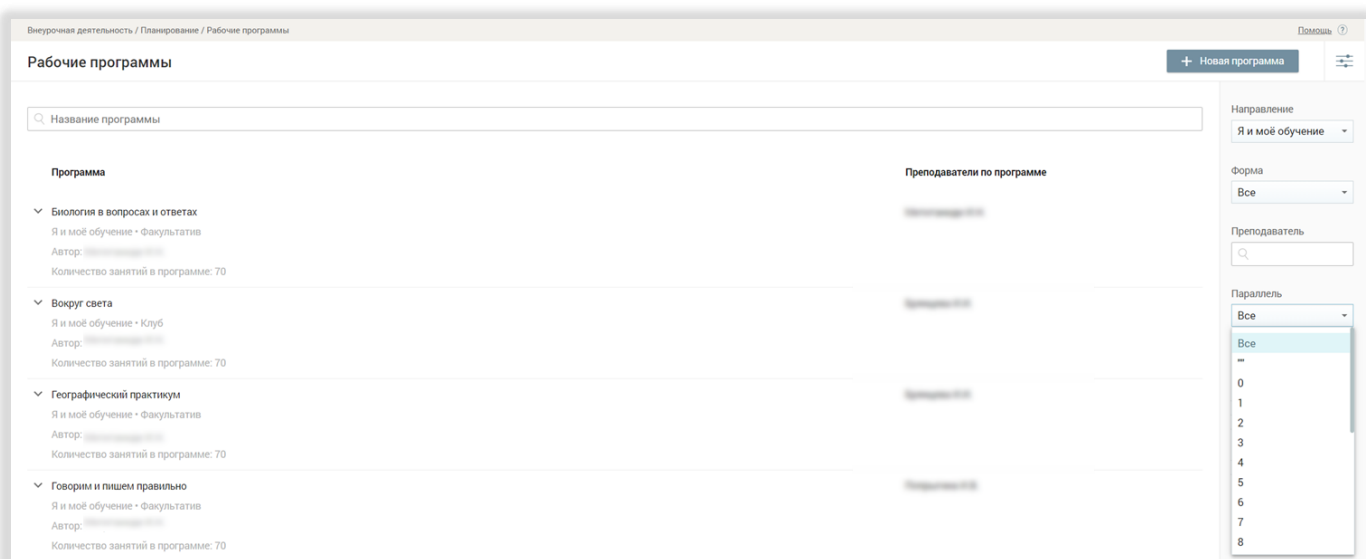 Внеурочная деятельность / Планирование / Рабочие программы
Помощь ?
Рабочие программы
+ Новая программа
Название программы
Программа
Преподаватели по программе
Биология в вопросах и ответах
Я и моё обучение • Факультатив
Автор:
Количество занятий в программе: 70
Вокруг света
Я и моё обучение • Клуб
Автор:
Количество занятий в программе: 70
Географический практикум
Я и моё обучение • Факультатив
Автор:
Количество занятий в программе: 70
Говорим и пишем правильно
Я и моё обучение • Факультатив
Автор:
Количество занятий в программе: 70
Направление
Я и моё обучение
Форма
Все
Преподаватель
Параллель
Все
Все
""
0
1
2
3
4
5
6
7
8